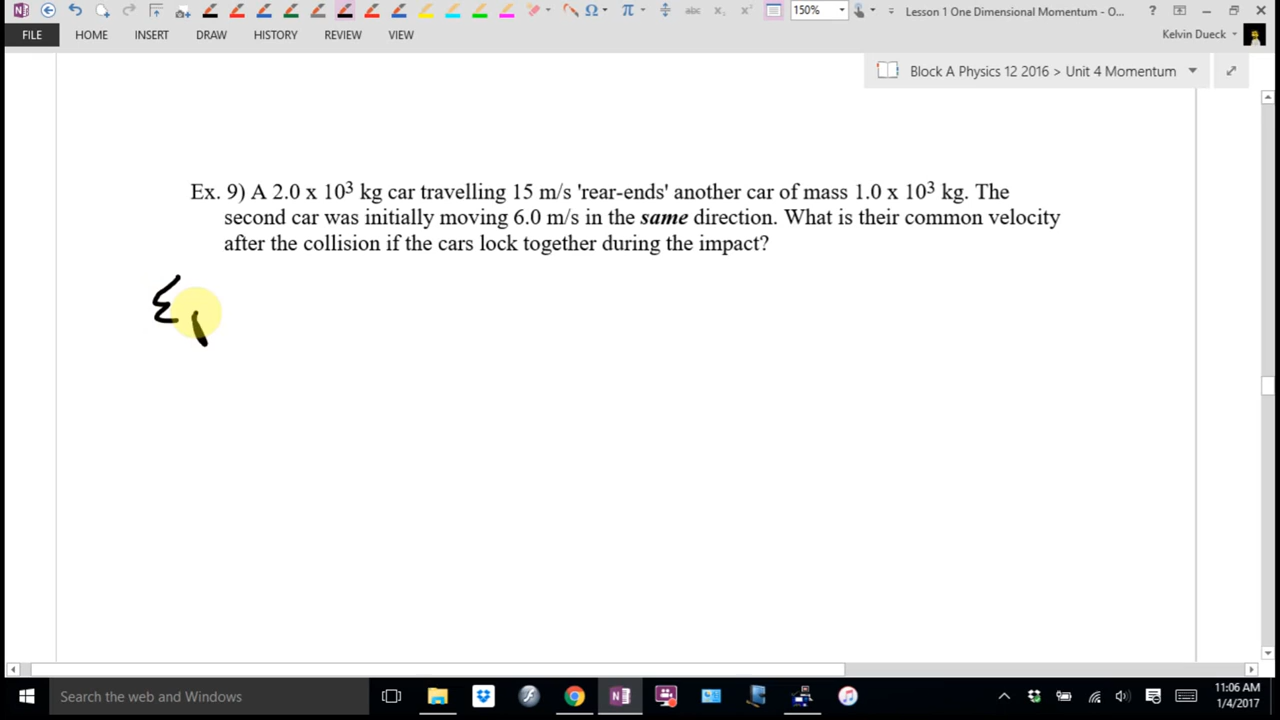 150%
Lesson 1 One Dimensional Momentum - O...
FILE HOME INSERT DRAW HISTORY REVIEW VIEW
Kelvin Dueck
Block A Physics 12 2016 > Unit 4 Momentum
Ex. 9) A 2.0 x 10³ kg car travelling 15 m/s 'rear-ends' another car of mass 1.0 x 10³ kg. The
second car was initially moving 6.0 m/s in the same direction. What is their common velocity
after the collision if the cars lock together during the impact?
Σ
Search the web and Windows
11:06 AM
1/4/2017